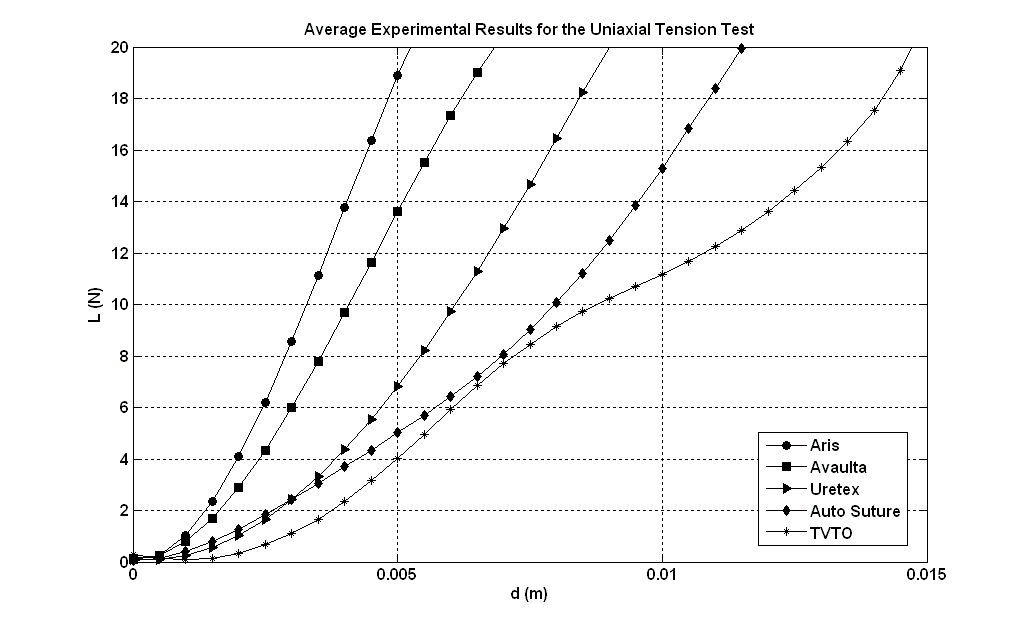 Average Experimental Results for the Uniaxial Tension Test
20
18
16
14
12
10
8
6
4
2
0
L (N)
0 0.005 0.01 0.015
d (m)
Aris
Avaulta
Uretex
Auto Suture
TVTO